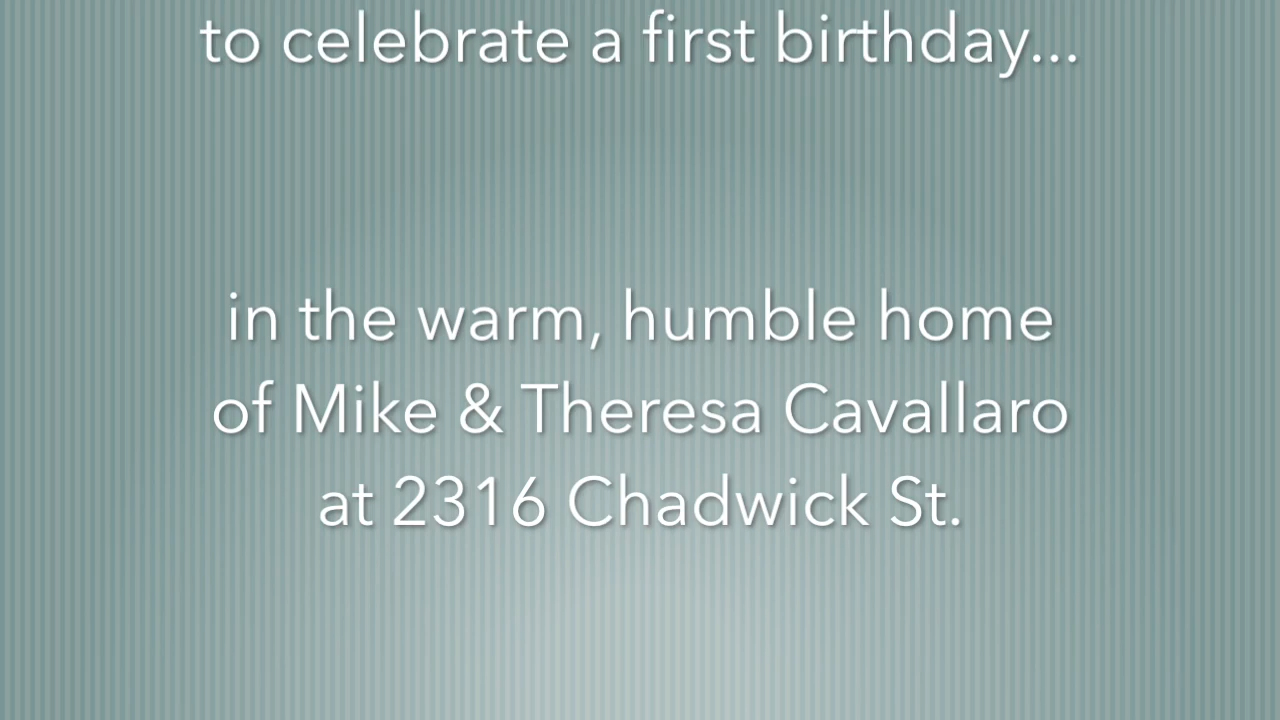 to celebrate a first birthday...
in the warm, humble home
of Mike & Theresa Cavallaro
at 2316 Chadwick St.